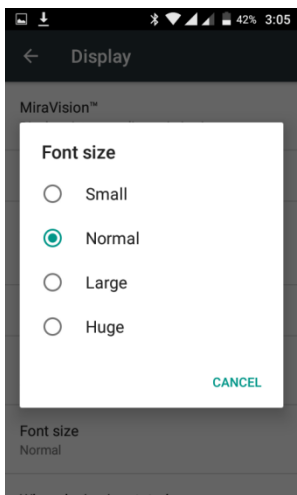 42% 3:05
Display
MiraVision™
Font size
Small
Normal
Large
Huge
CANCEL
Font size
Normal